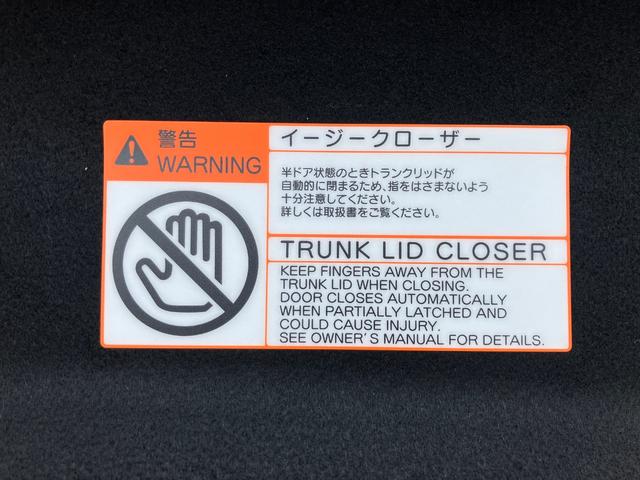 警告
WARNING
イージークローザー
半ドア状態のときトランクリッドが
自動的に閉まるため、指をはさまないよう
十分注意してください。
詳しくは取扱書をご覧ください。
TRUNK LID CLOSER
KEEP FINGERS AWAY FROM THE
TRUNK LID WHEN CLOSING.
DOOR CLOSES AUTOMATICALLY
WHEN PARTIALLY LATCHED AND
COULD CAUSE INJURY.
SEE OWNER'S MANUAL FOR DETAILS.